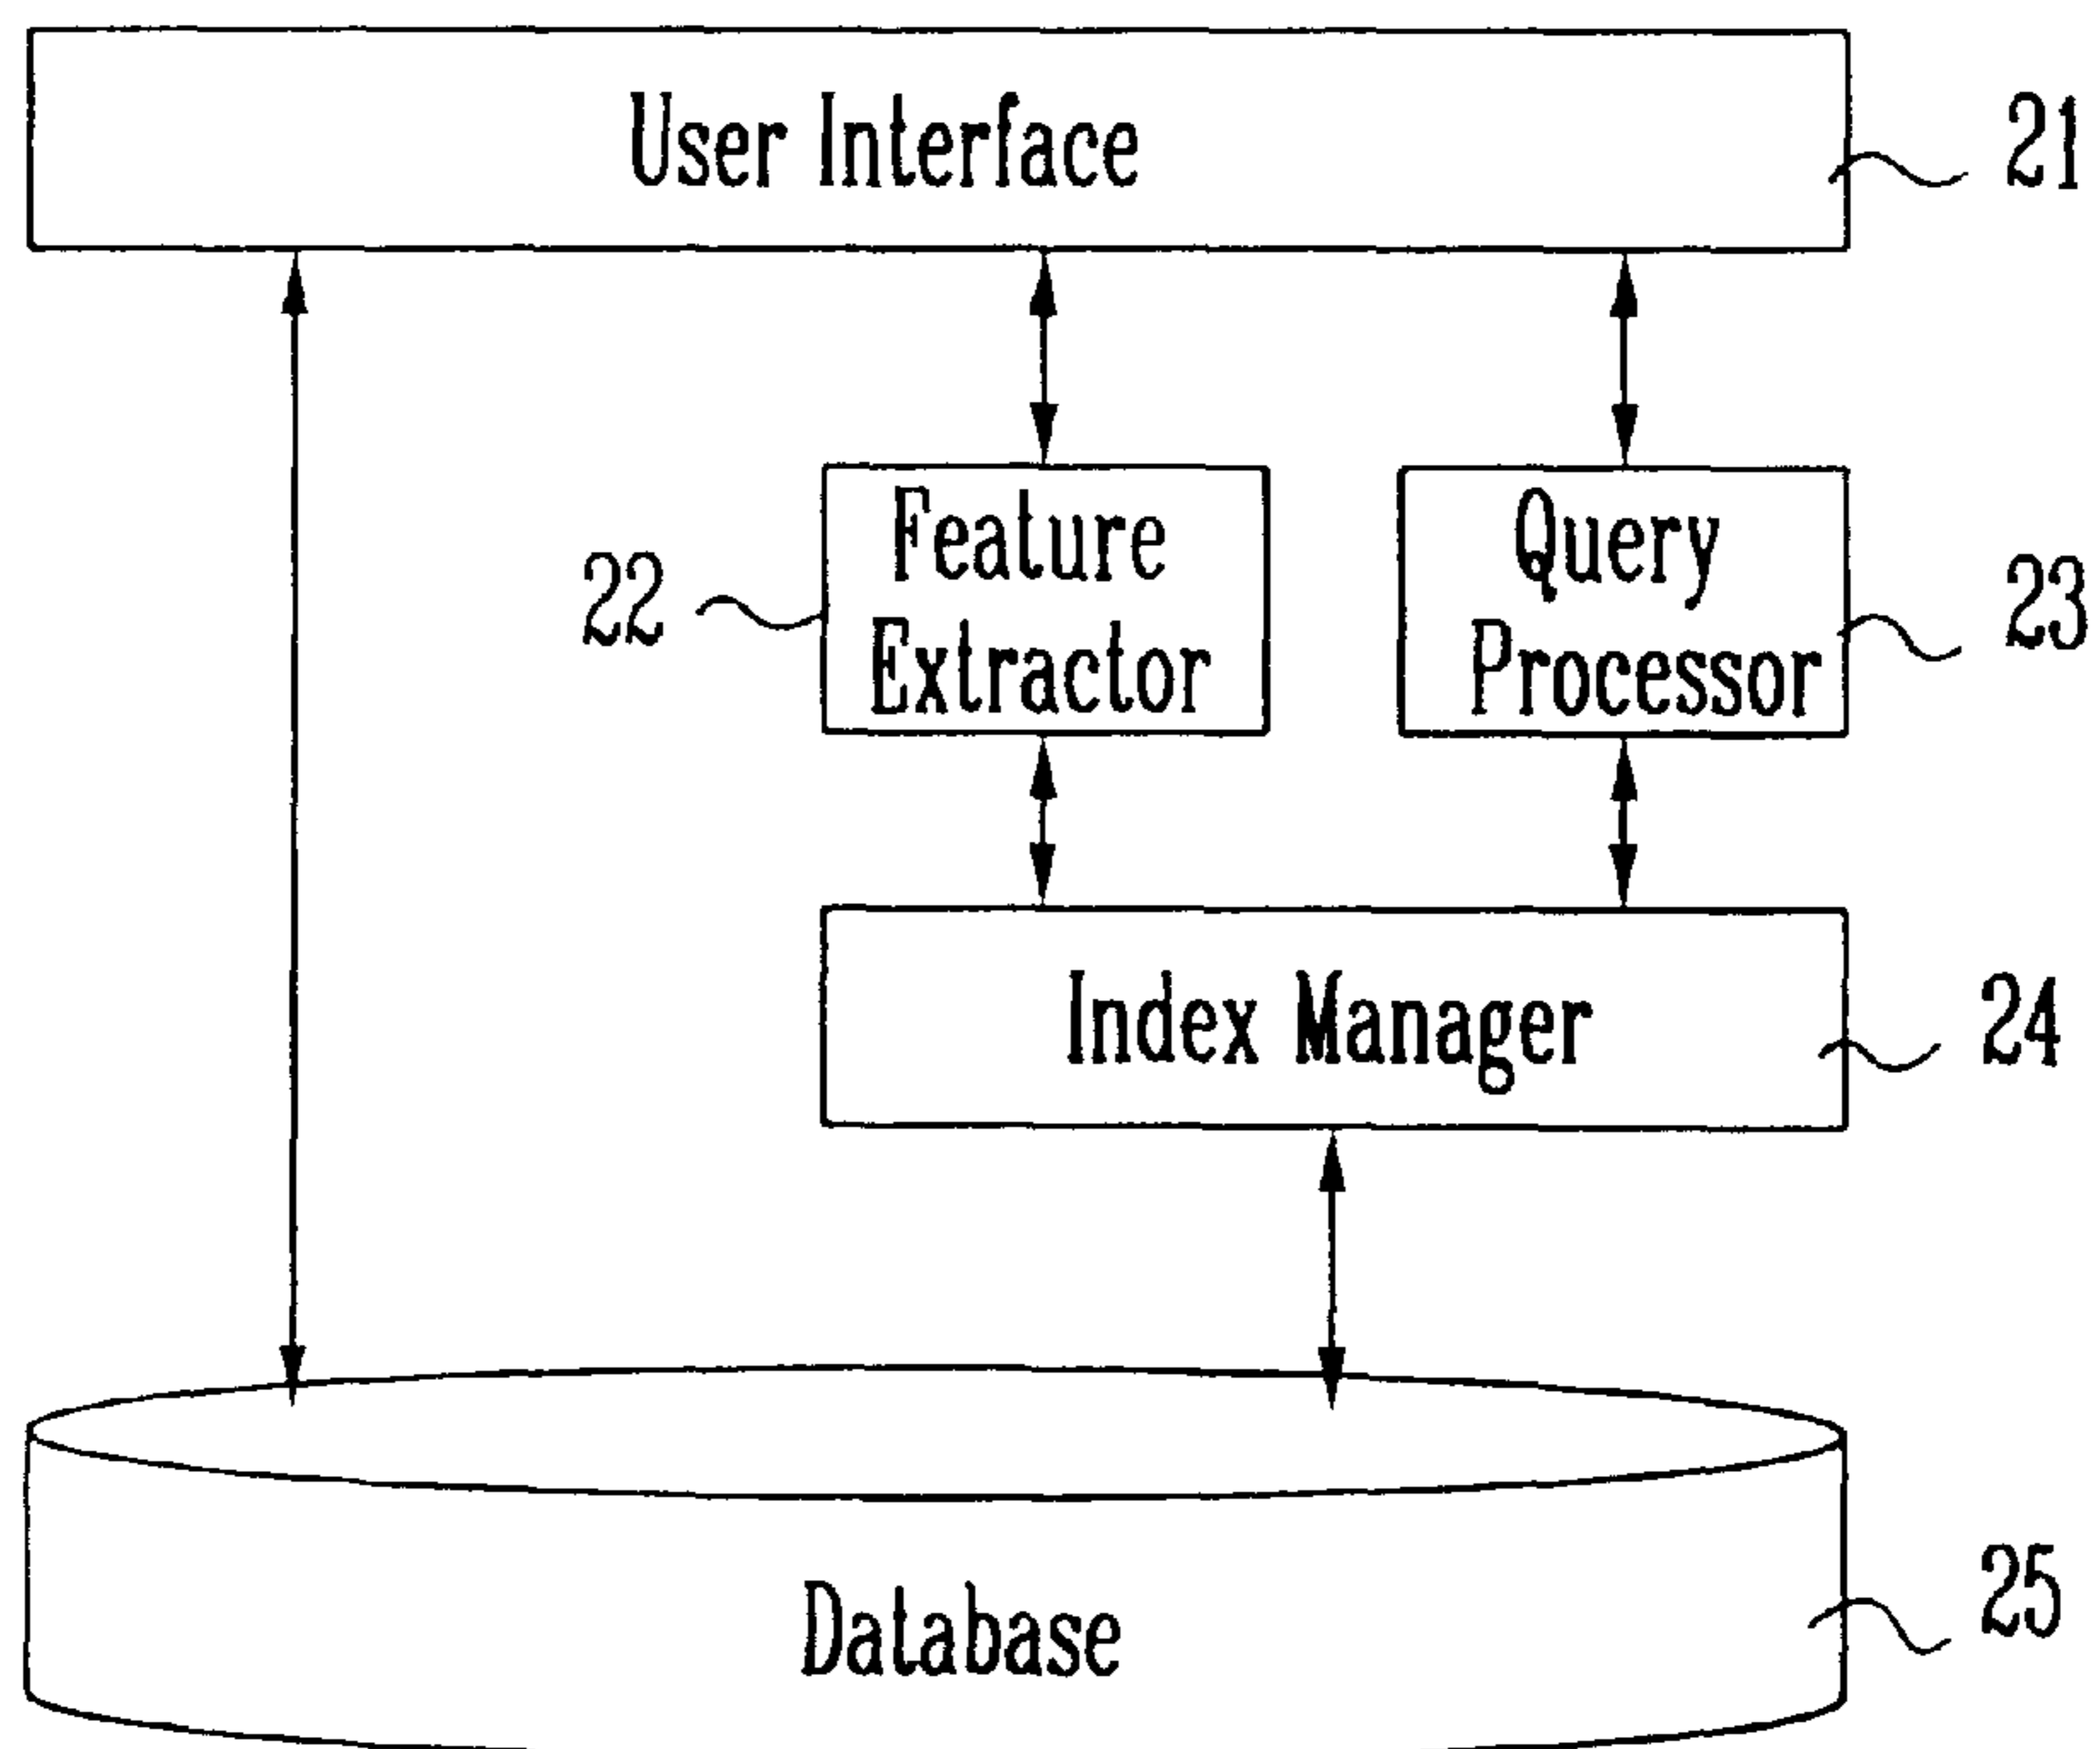 User Interface
21
Feature
Extractor
22
Query
Processor
23
Index Manager
24
Database
25